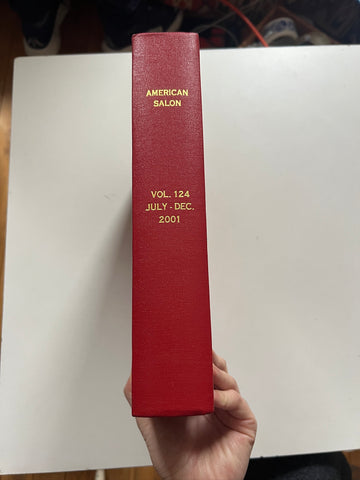 AMERICAN
SALON
VOL. 124
JULY - DEC.
2001